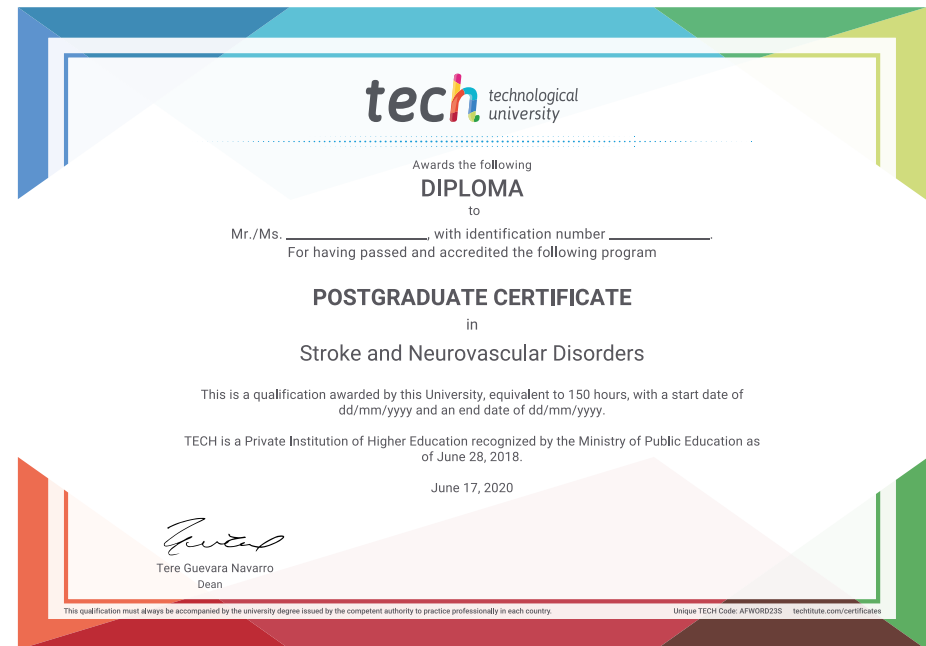 tech technological
university
Awards the following
DIPLOMA
to
Mr./Ms. ____________________, with identification number ______________.
For having passed and accredited the following program
POSTGRADUATE CERTIFICATE
in
Stroke and Neurovascular Disorders
This is a qualification awarded by this University, equivalent to 150 hours, with a start date of
dd/mm/yyyy and an end date of dd/mm/yyyy.
TECH is a Private Institution of Higher Education recognized by the Ministry of Public Education as
of June 28, 2018.
June 17, 2020
Tere Guevara Navarro
Dean
This qualification must always be accompanied by the university degree issued by the competent authority to practice professionally in each country.
Unique TECH Code: AFWORD23S techtitute.com/certificates